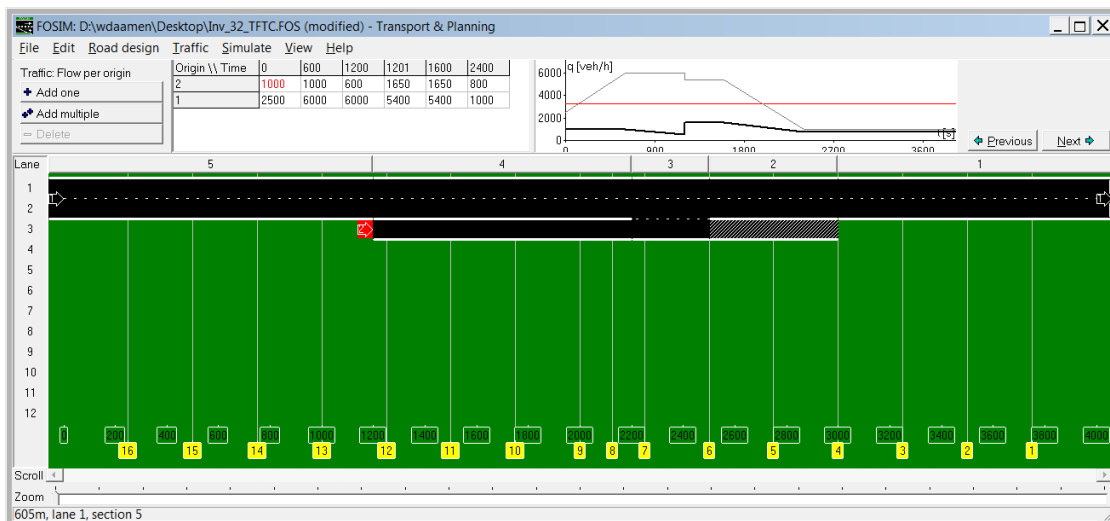 FOSIM: D:\wdaamen\Desktop\Inv_32_TFTC.FOS (modified) - Transport & Planning
File Edit Road design Traffic Simulate View Help
Traffic: Flow per origin
Add one
Add multiple
Delete
Origin \\ Time 0 600 1200 1201 1600 2400
2 1000 1000 600 1650 1650 800
1 2500 6000 6000 5400 5400 1000
q [veh/h]
6000
4000
2000
0
t [s]
0 900 1800 2700 3600
Previous Next
Lane 5 4 3 2 1
1
1 1
2
3 2
4
5
6
7
8
9
10
11
12
0 200 400 600 800 1000 1200 1400 1600 1800 2000 2200 2400 2600 2800 3000 3200 3400 3600 3800 4000
16 15 14 13 12 11 10 9 8 7 6 5 4 3 2 1
Scroll
Zoom
605m, lane 1, section 5